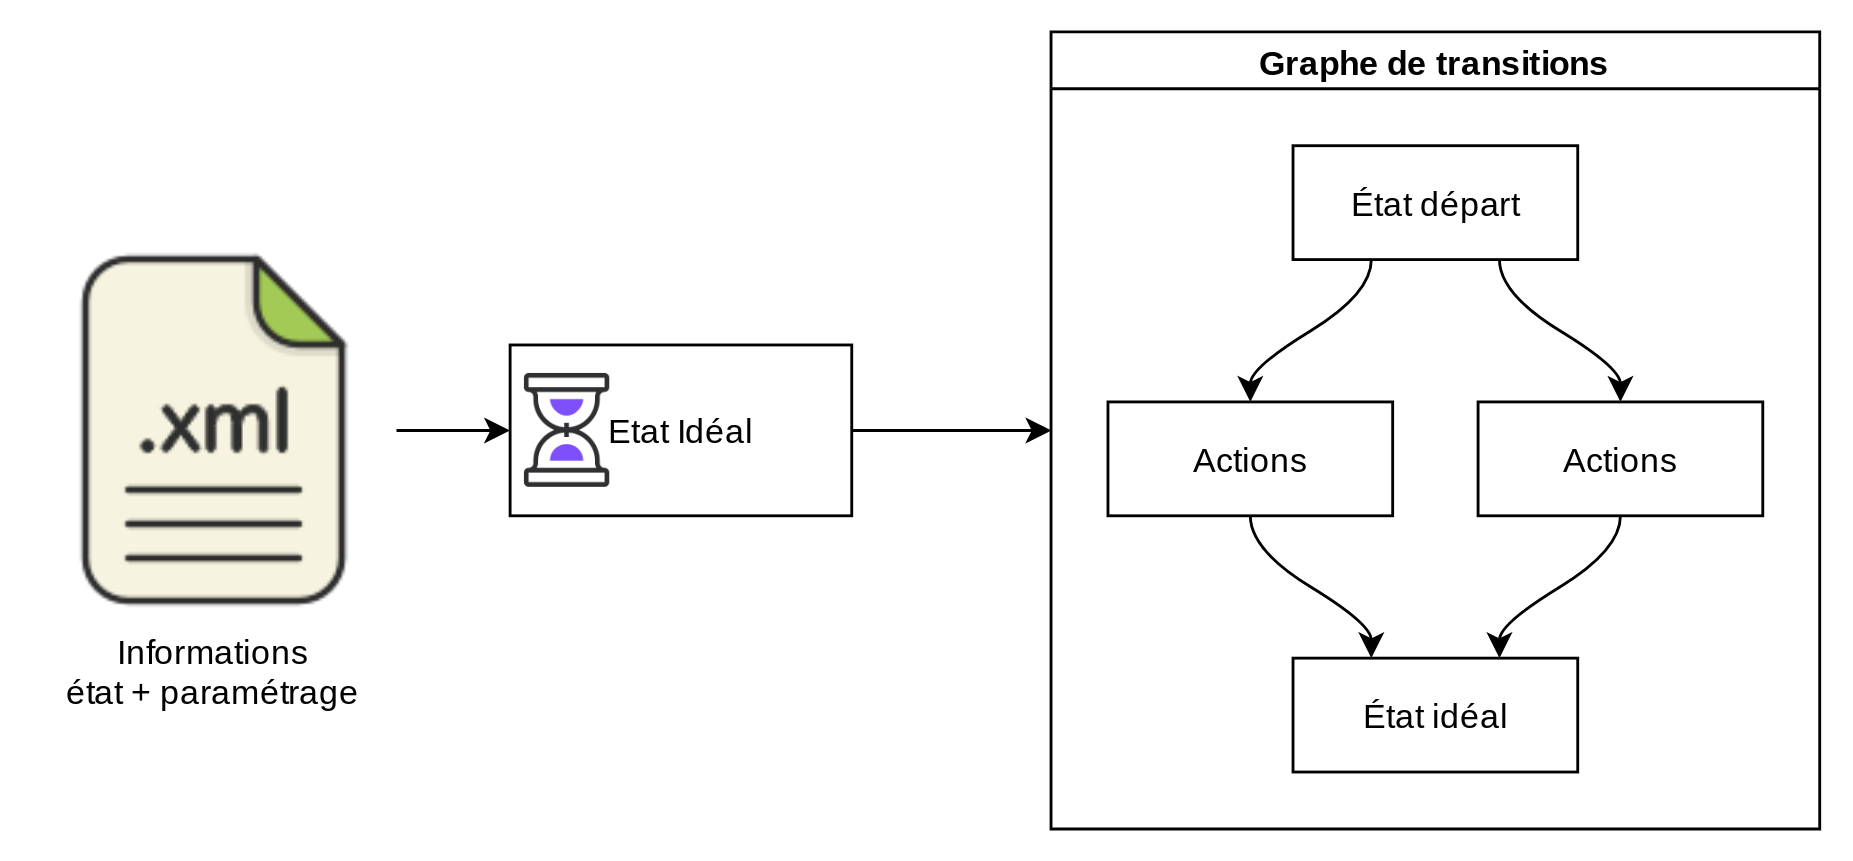 .xml
Informations
état + paramétrage
Etat Idéal
Graphe de transitions
État départ
Actions
Actions
État idéal